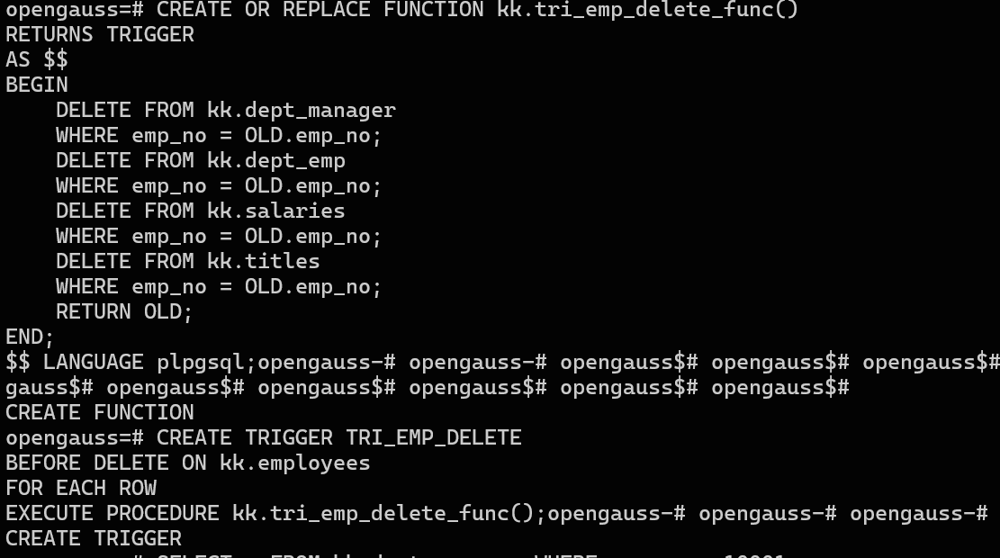 opengauss=# CREATE OR REPLACE FUNCTION kk.tri_emp_delete_func()
RETURNS TRIGGER
AS $$
BEGIN
    DELETE FROM kk.dept_manager
    WHERE emp_no = OLD.emp_no;
    DELETE FROM kk.dept_emp
    WHERE emp_no = OLD.emp_no;
    DELETE FROM kk.salaries
    WHERE emp_no = OLD.emp_no;
    DELETE FROM kk.titles
    WHERE emp_no = OLD.emp_no;
    RETURN OLD;
END;
$$ LANGUAGE plpgsql;opengauss-# opengauss-# opengauss$# opengauss$# opengauss$#
gauss$# opengauss$# opengauss$# opengauss$# opengauss$# opengauss$#
CREATE FUNCTION
opengauss=# CREATE TRIGGER TRI_EMP_DELETE
BEFORE DELETE ON kk.employees
FOR EACH ROW
EXECUTE PROCEDURE kk.tri_emp_delete_func();opengauss-# opengauss-# opengauss-#
CREATE TRIGGER